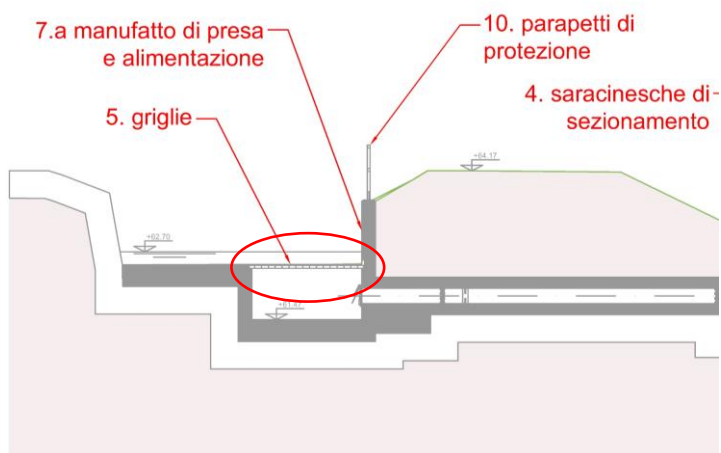 7.a manufatto di presa
e alimentazione
10. parapetti di
protezione
4. saracinesche di
sezionamento
5. griglie
+64.17
+62.70